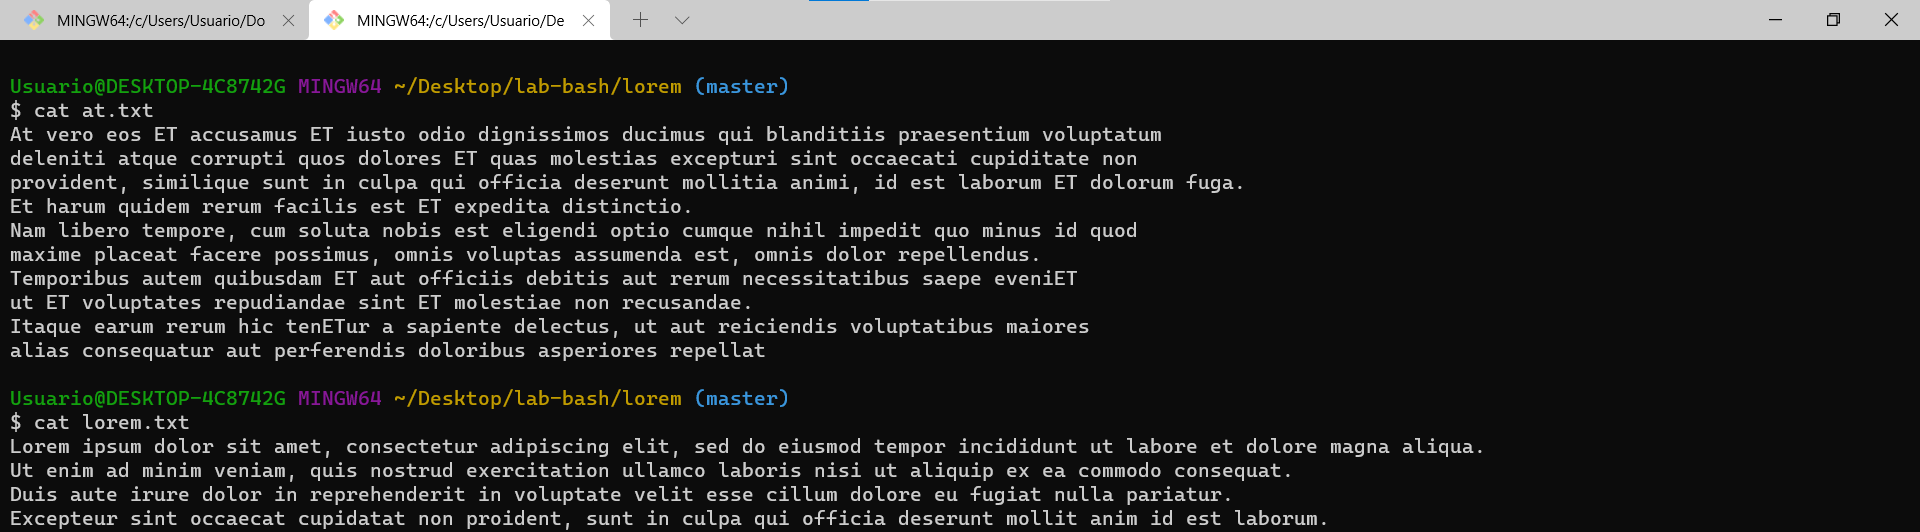 MINGW64:/c/Users/Usuario/Do
MINGW64:/c/Users/Usuario/De
Usuario@DESKTOP-4C8742G MINGW64 ~/Desktop/lab-bash/lorem (master)
$ cat at.txt
At vero eos ET accusamus ET iusto odio dignissimos ducimus qui blanditiis praesentium voluptatum
deleniti atque corrupti quos dolores ET quas molestias excepturi sint occaecati cupiditate non
provident, similique sunt in culpa qui officia deserunt mollitia animi, id est laborum ET dolorum fuga.
Et harum quidem rerum facilis est ET expedita distinctio.
Nam libero tempore, cum soluta nobis est eligendi optio cumque nihil impedit quo minus id quod
maxime placeat facere possimus, omnis voluptas assumenda est, omnis dolor repellendus.
Temporibus autem quibusdam ET aut officiis debitis aut rerum necessitatibus saepe eveniET
ut ET voluptates repudiandae sint ET molestiae non recusandae.
Itaque earum rerum hic tenETur a sapiente delectus, ut aut reiciendis voluptatibus maiores
alias consequatur aut perferendis doloribus asperiores repellat
Usuario@DESKTOP-4C8742G MINGW64 ~/Desktop/lab-bash/lorem (master)
$ cat lorem.txt
Lorem ipsum dolor sit amet, consectetur adipiscing elit, sed do eiusmod tempor incididunt ut labore et dolore magna aliqua.
Ut enim ad minim veniam, quis nostrud exercitation ullamco laboris nisi ut aliquip ex ea commodo consequat.
Duis aute irure dolor in reprehenderit in voluptate velit esse cillum dolore eu fugiat nulla pariatur.
Excepteur sint occaecat cupidatat non proident, sunt in culpa qui officia deserunt mollit anim id est laborum.